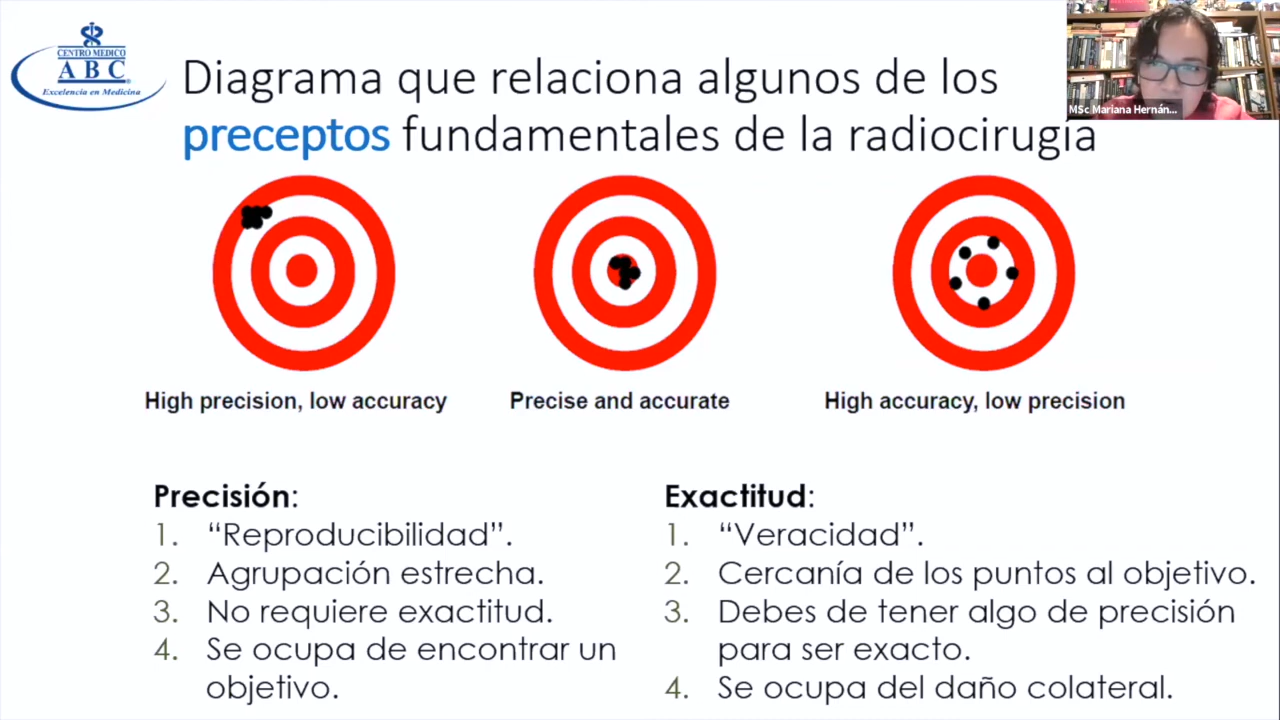 CENTRO MEDICO
ABC
Excelencia en Medicina
Diagrama que relaciona algunos de los
preceptos fundamentales de la radiocirugía
MSc Mariana Hernán...
High precision, low accuracy
Precise and accurate
High accuracy, low precision
Precisión:
1. “Reproducibilidad”.
2. Agrupación estrecha.
3. No requiere exactitud.
4. Se ocupa de encontrar un
objetivo.
Exactitud:
1. “Veracidad”.
2. Cercanía de los puntos al objetivo.
3. Debes de tener algo de precisión
para ser exacto.
4. Se ocupa del daño colateral.